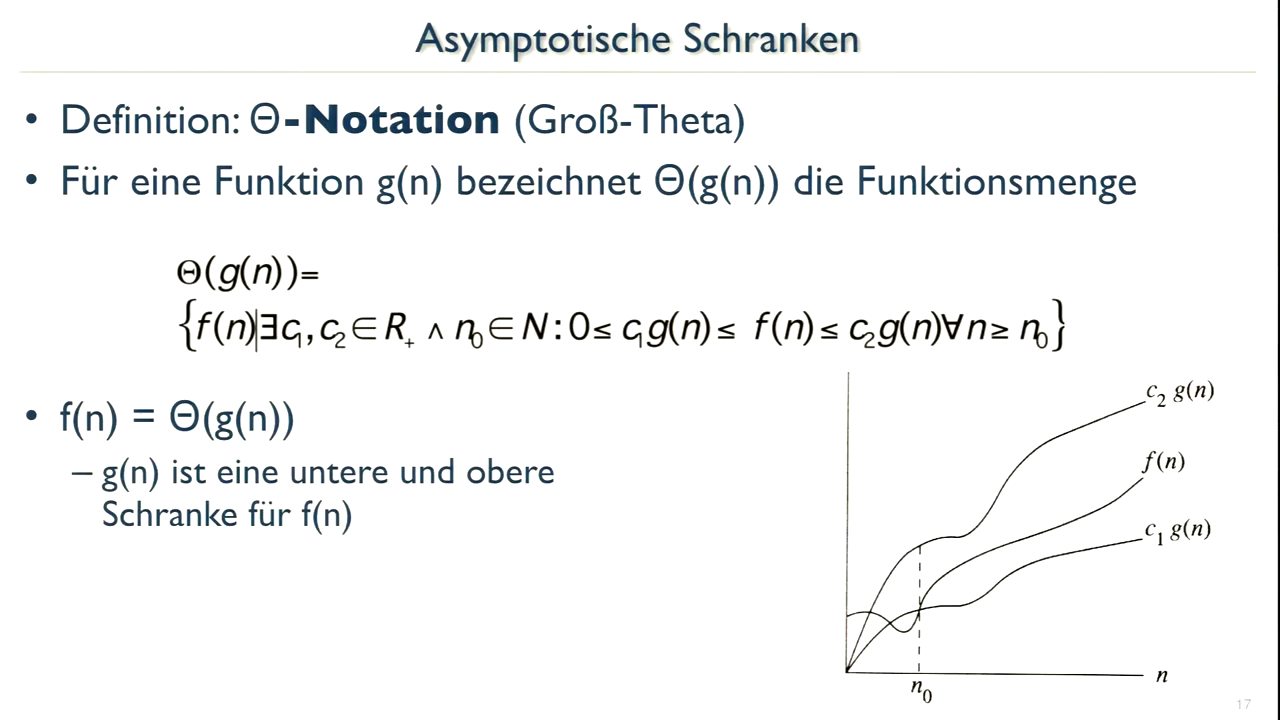 Asymptotische Schranken
• Definition: Θ-Notation (Groß-Theta)
• Für eine Funktion g(n) bezeichnet Θ(g(n)) die Funktionsmenge
Θ(g(n))=
{f(n)|∃c₁,c₂∈R₊ ∧ n₀∈N:0≤ c₁g(n)≤ f(n)≤ c₂g(n)∀n≥ n₀}
• f(n) = Θ(g(n))
– g(n) ist eine untere und obere
Schranke für f(n)
c₂ g(n)
f(n)
c₁ g(n)
n
n₀
17